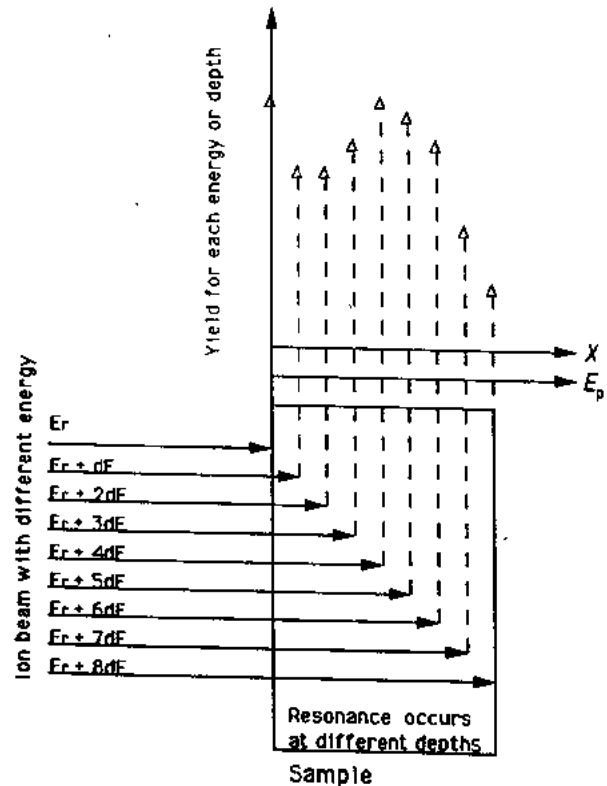 Yield for each energy or depth
X
Ep
Ion beam with different energy
Er
Er + dE
Er + 2dE
Er + 3dE
Er + 4dE
Er + 5dE
Er + 6dE
Er + 7dE
Er + 8dE
Resonance occurs
at different depths
Sample